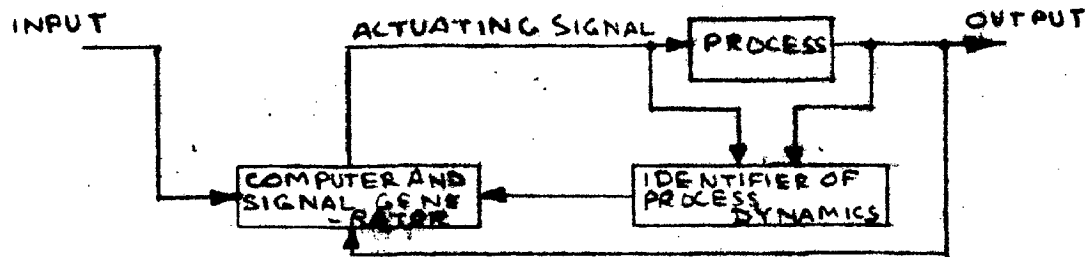 INPUT
ACTUATING SIGNAL
PROCESS
OUTPUT
COMPUTER AND
SIGNAL GENE
-RATOR
IDENTIFIER OF
PROCESS
DYNAMICS